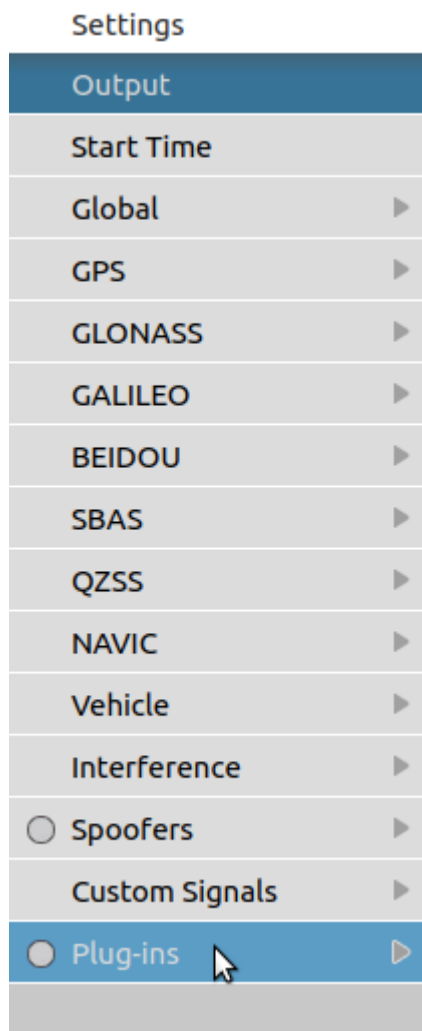 Settings
Output
Start Time
Global
GPS
GLONASS
GALILEO
BEIDOU
SBAS
QZSS
NAVIC
Vehicle
Interference
Spoofers
Custom Signals
Plug-ins